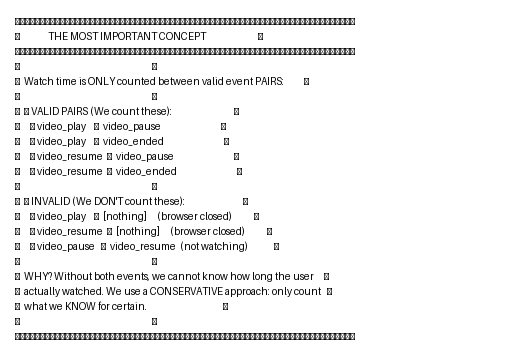 THE MOST IMPORTANT CONCEPT
Watch time is ONLY counted between valid event PAIRS:
VALID PAIRS (We count these):
video_play video_pause
video_play video_ended
video_resume video_pause
video_resume video_ended
INVALID (We DON'T count these):
video_play [nothing] (browser closed)
video_resume [nothing] (browser closed)
video_pause video_resume (not watching)
WHY? Without both events, we cannot know how long the user
actually watched. We use a CONSERVATIVE approach: only count
what we KNOW for certain.